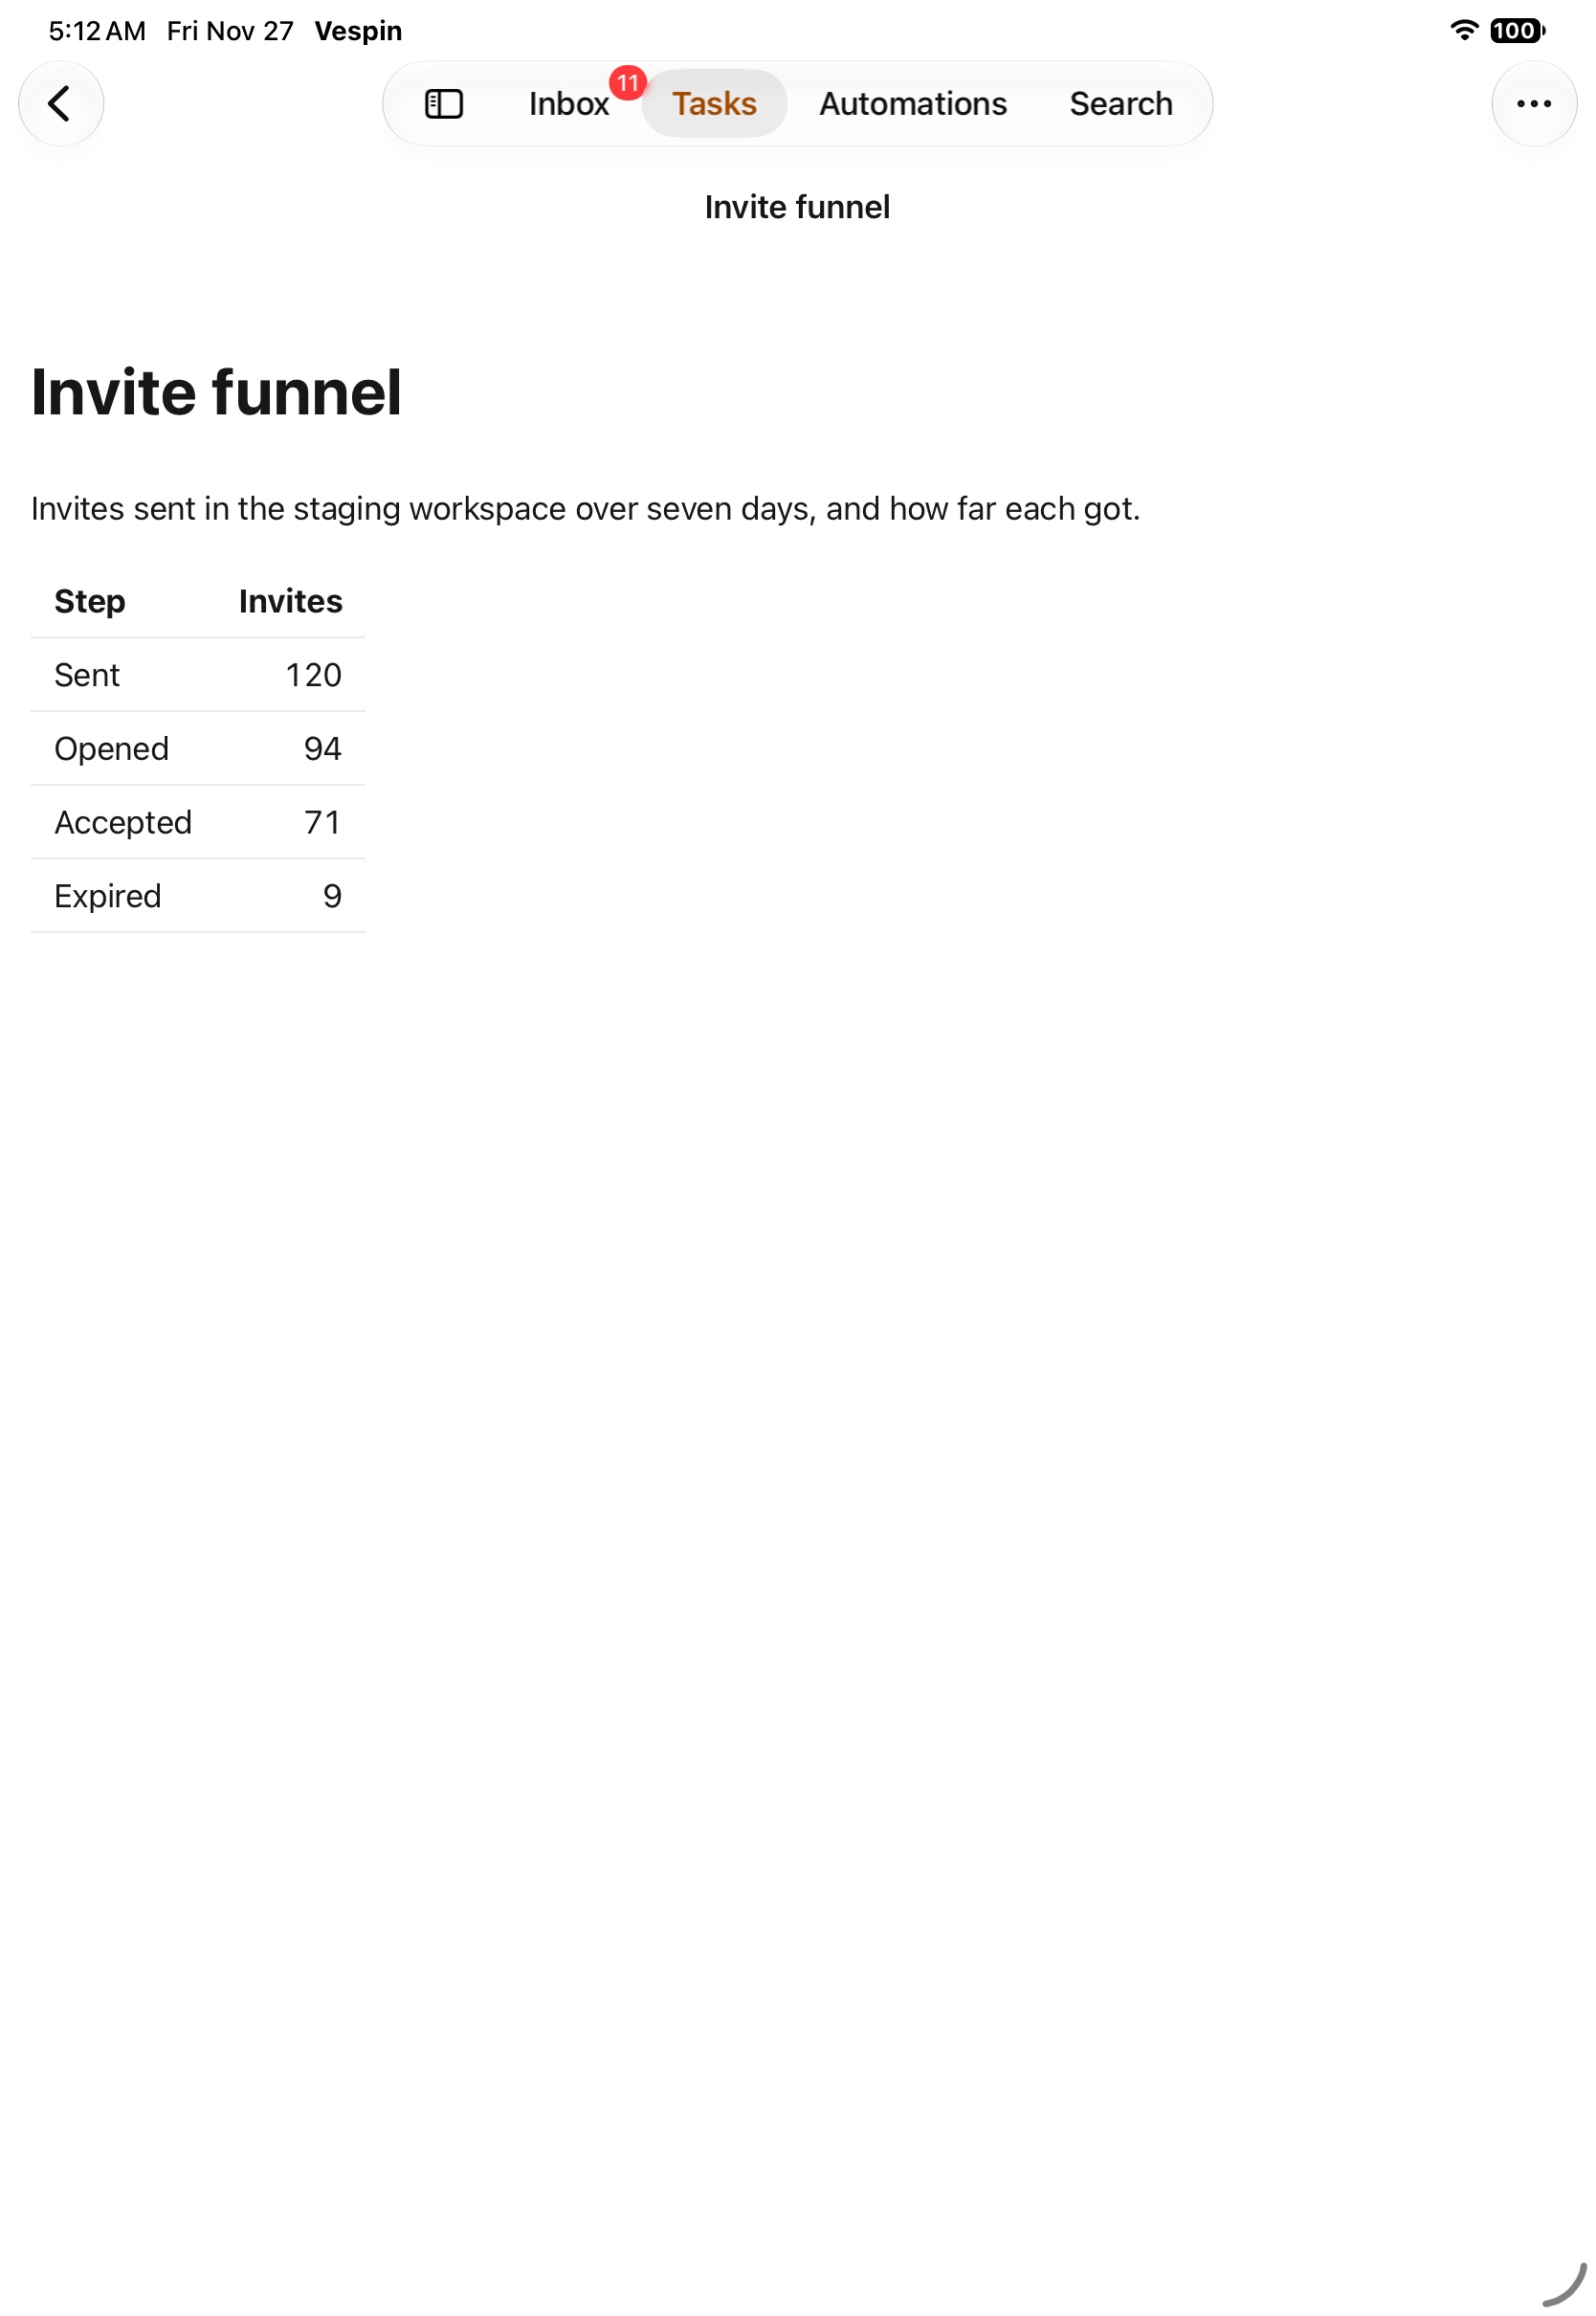 5:12 AM Fri Nov 27 Vespin
100
Inbox 11 Tasks Automations Search
Invite funnel
Invite funnel
Invites sent in the staging workspace over seven days, and how far each got.
Step Invites
Sent 120
Opened 94
Accepted 71
Expired 9